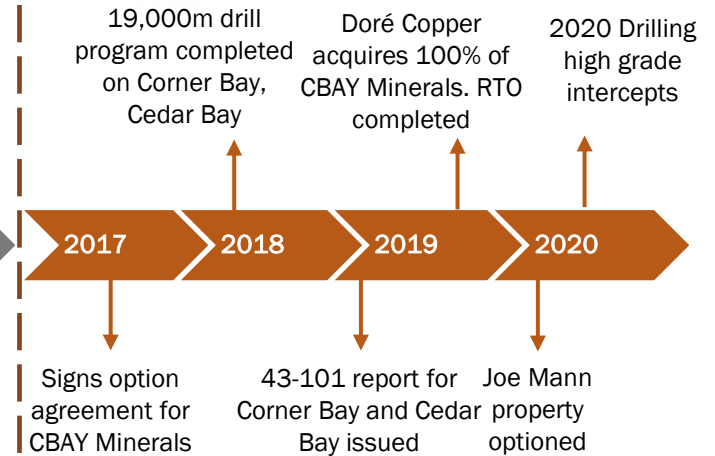 19,000m drill
program completed
on Corner Bay,
Cedar Bay
Doré Copper
acquires 100% of
CBAY Minerals. RTO
completed
2020 Drilling
high grade
intercepts
2017
2018
2019
2020
Signs option
agreement for
CBAY Minerals
43-101 report for
Corner Bay and Cedar
Bay issued
Joe Mann
property
optioned